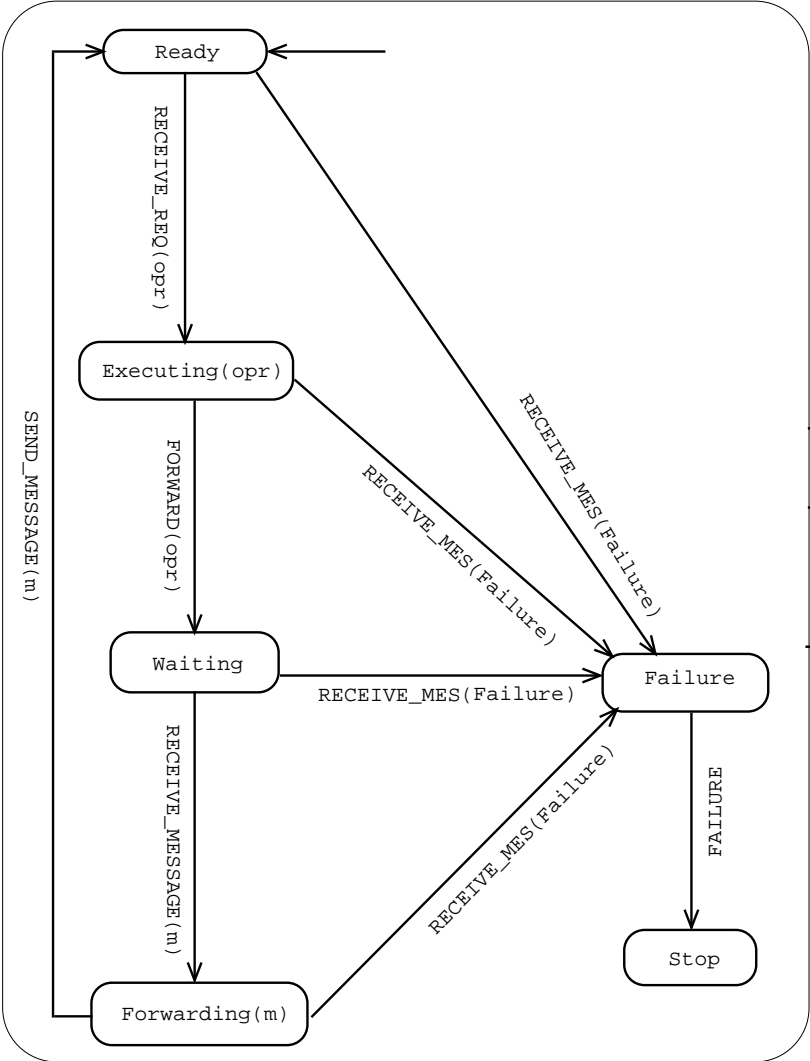 Ready
RECEIVE_REQ(opr)
Executing(opr)
RECEIVE_MES(Failure)
RECEIVE_MES(Failure)
SEND_MESSAGE(m)
FORWARD(opr)
Waiting
Failure
RECEIVE_MES(Failure)
RECEIVE_MESSAGE(m)
RECEIVE_MES(Failure)
FAILURE
Stop
Forwarding(m)